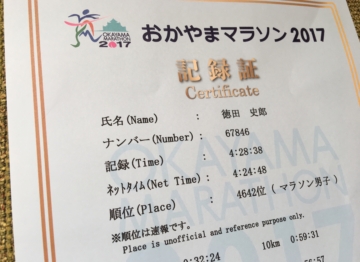 OKAYAMA
MARATHON
2017
おかやまマラソン2017
記録証
Certificate
氏名(Name) : 徳田 史郎
ナンバー(Number) : 67846
記録(Time) : 4:28:38
ネットタイム(Net Time) : 4:24:48
順位(Place) : 4642位 ( マラソン男子 )
※順位は速報です。
Place is unofficial and reference purpose only.
0:32:24 10km 0:59:31